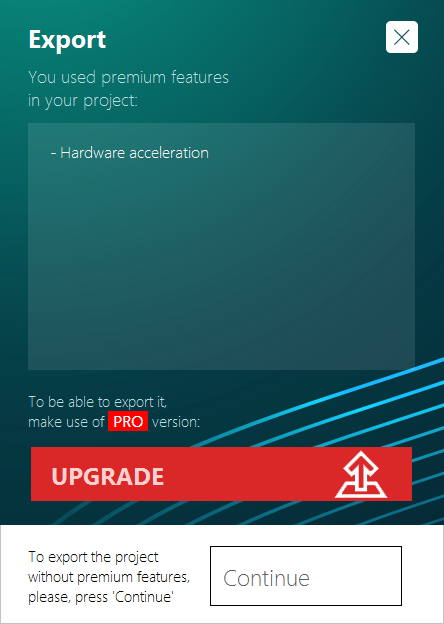 Export
You used premium features
in your project:
- Hardware acceleration
To be able to export it,
make use of PRO version:
UPGRADE
To export the project
without premium features,
please, press 'Continue'
Continue